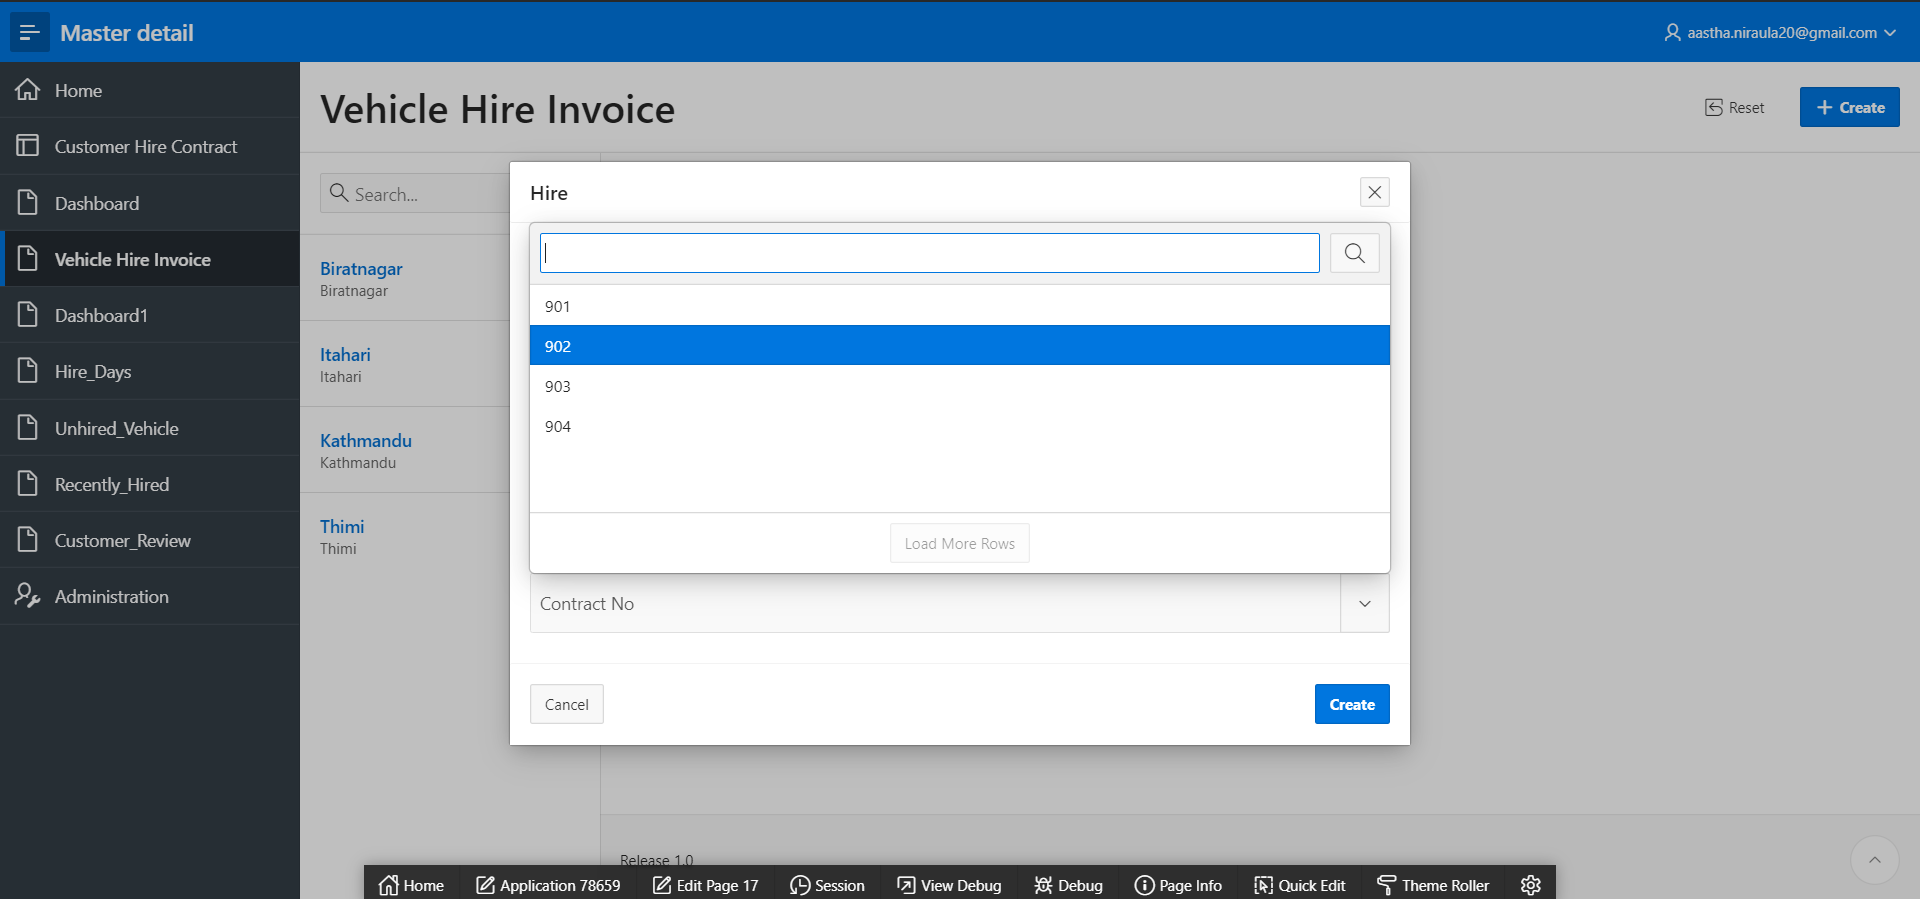 Master detail
aastha.niraula20@gmail.com
Home
Customer Hire Contract
Dashboard
Vehicle Hire Invoice
Dashboard1
Hire_Days
Unhired_Vehicle
Recently_Hired
Customer_Review
Administration
Vehicle Hire Invoice
Reset
Create
Search...
Biratnagar
Biratnagar
Itahari
Itahari
Kathmandu
Kathmandu
Thimi
Thimi
Hire
901
902
903
904
Load More Rows
Contract No
Cancel
Create
Release 1.0
Home
Application 78659
Edit Page 17
Session
View Debug
Debug
Page Info
Quick Edit
Theme Roller